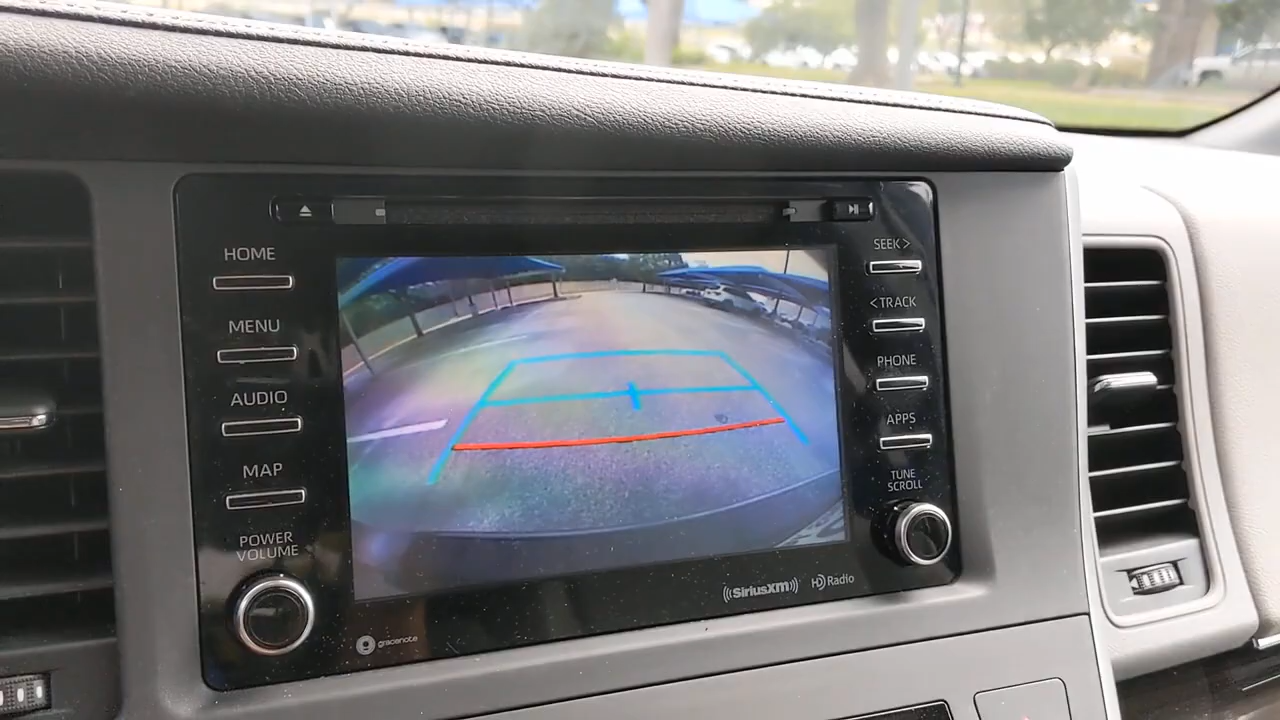 HOME
MENU
AUDIO
MAP
POWER
VOLUME
gracenote
SEEK >
< TRACK
PHONE
APPS
TUNE
SCROLL
SiriusXM
HD Radio